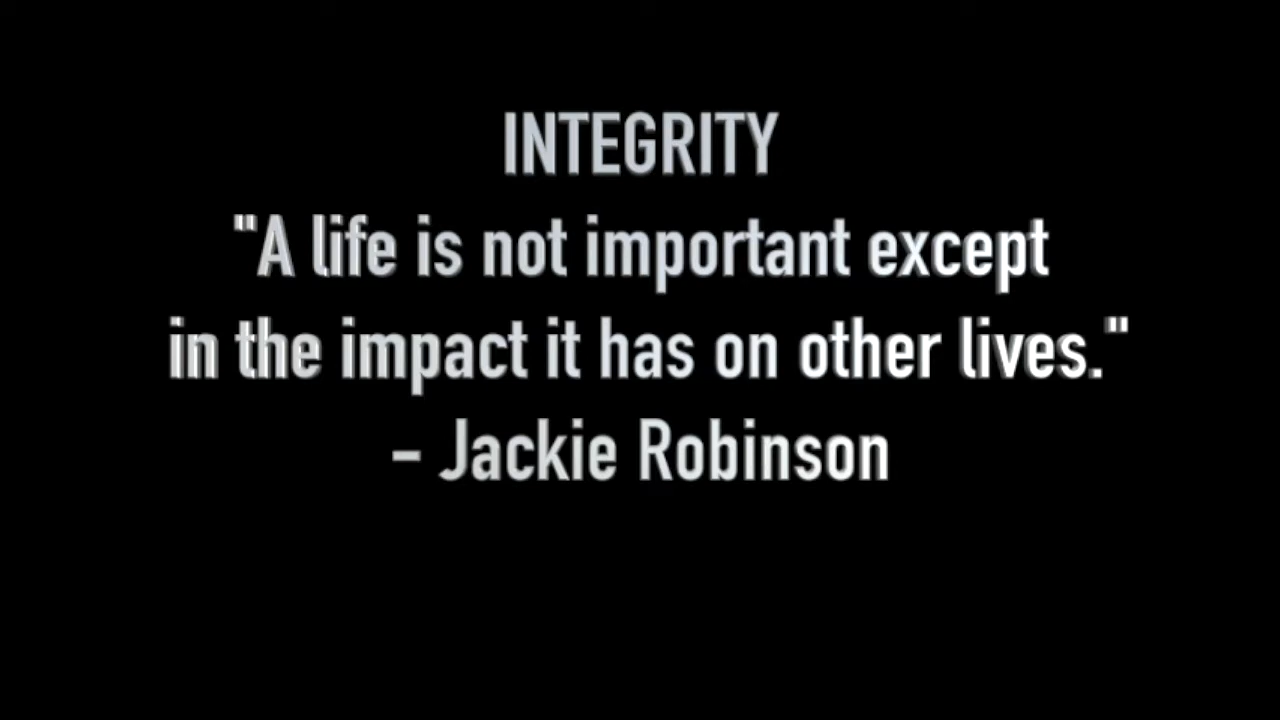 INTEGRITY
"A life is not important except
in the impact it has on other lives."
- Jackie Robinson